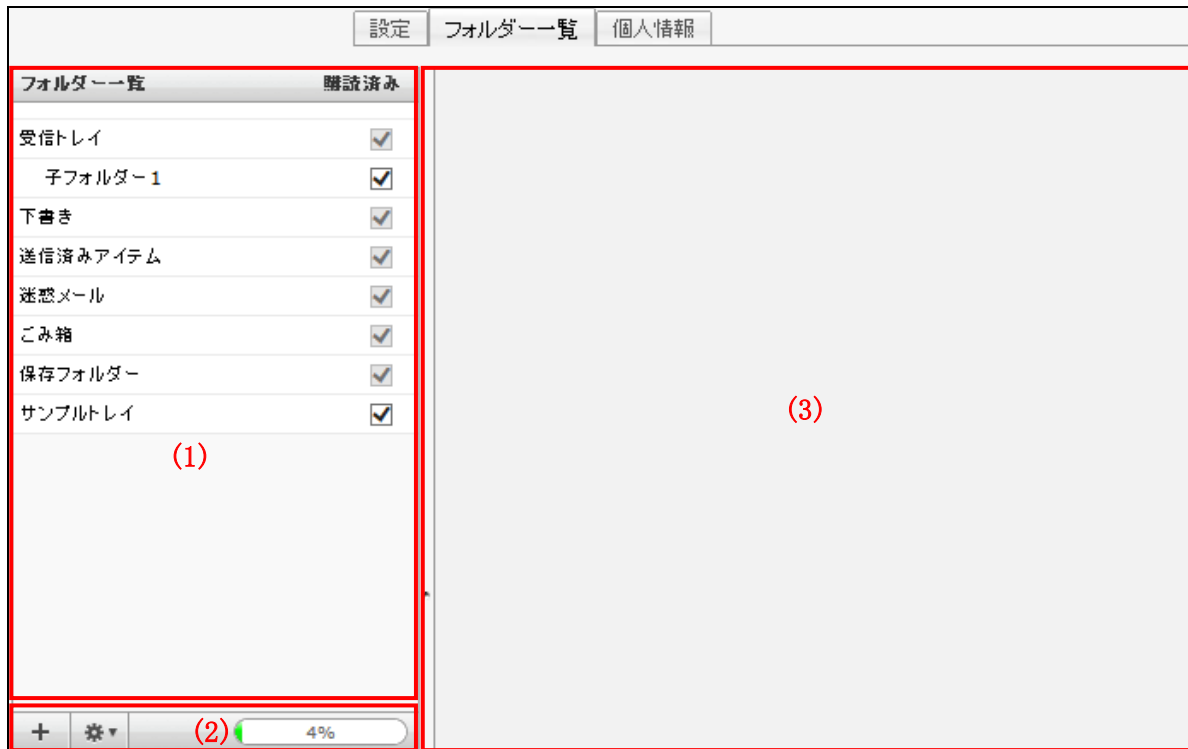 設定 フォルダー一覧 個人情報
フォルダー一覧 購読済み
受信トレイ
子フォルダー1
下書き
送信済みアイテム
迷惑メール
ごみ箱
保存フォルダー
サンプルトレイ
(1)
(3)
(2) 4%